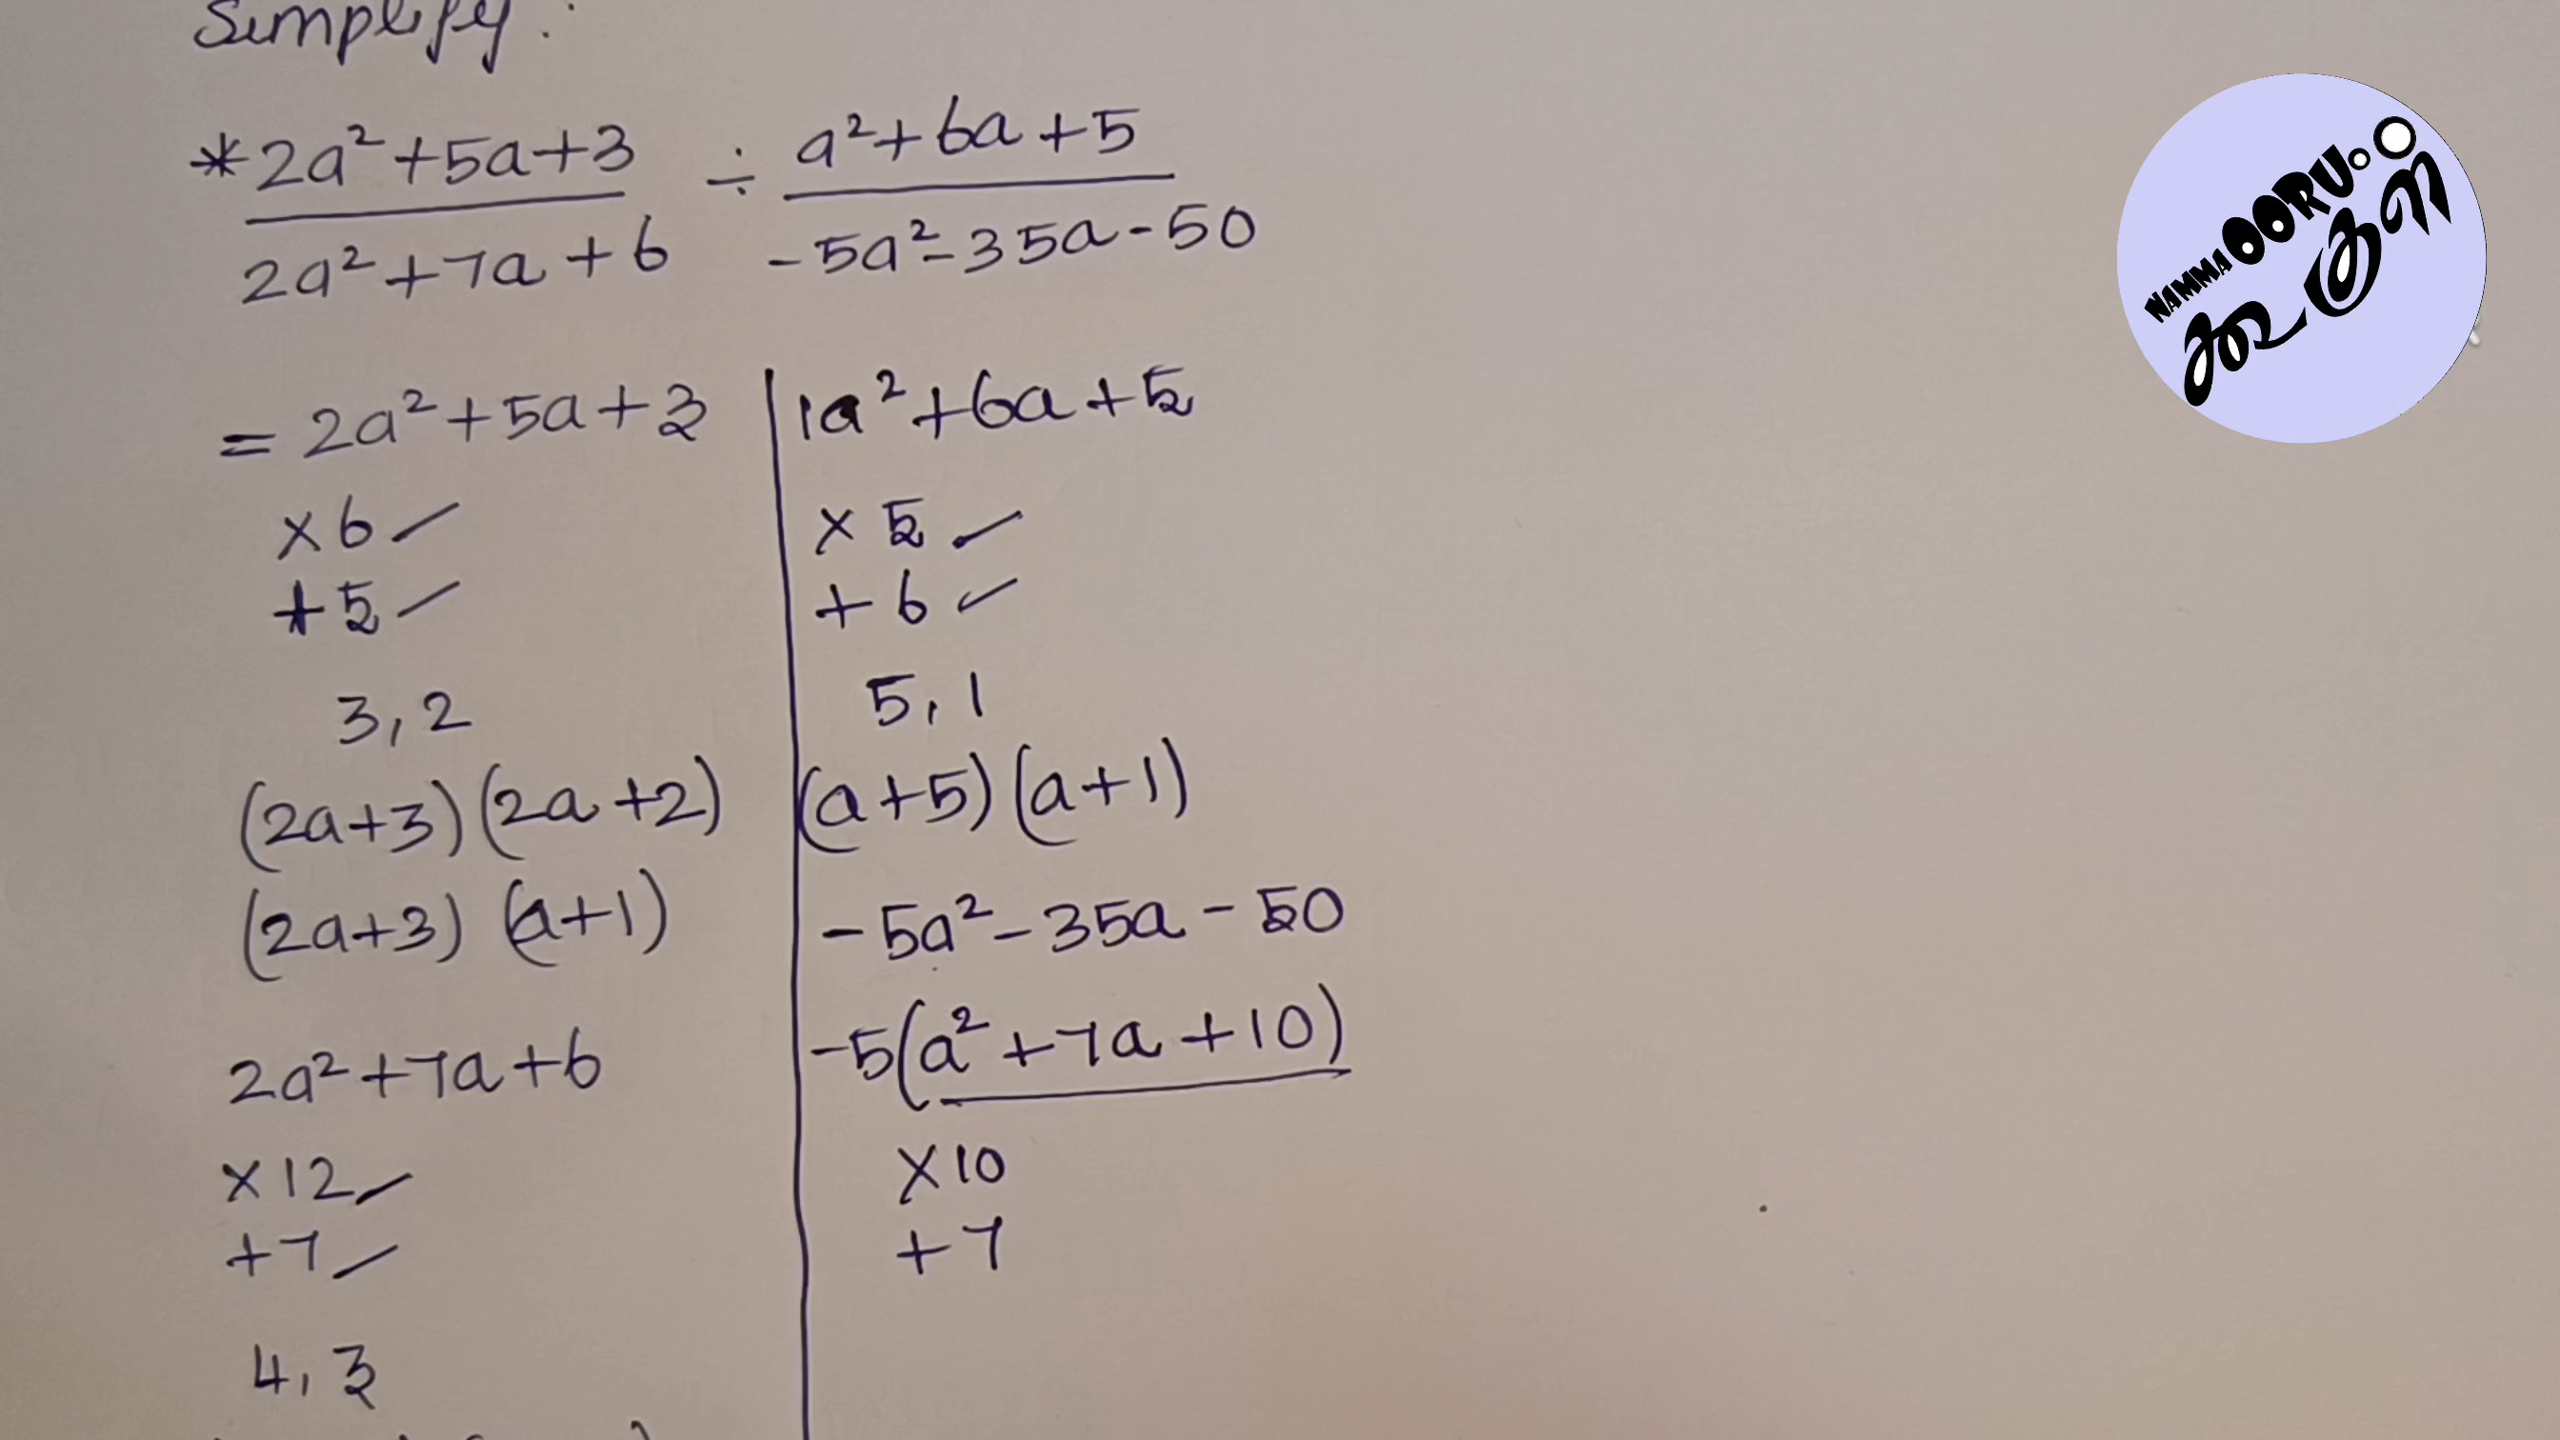 Simplify:
* 2a²+5a+3 / 2a²+7a+6 ÷ a²+6a+5 / -5a²-35a-50
= 2a²+5a+3
×6
+5
3, 2
(2a+3)(2a+2)
(2a+3)(a+1)
2a²+7a+6
×12
+7
4, 3
1a²+6a+5
×5
+6
5, 1
(a+5)(a+1)
-5a²-35a-50
-5(a²+7a+10)
×10
+7
NAMMA OORU